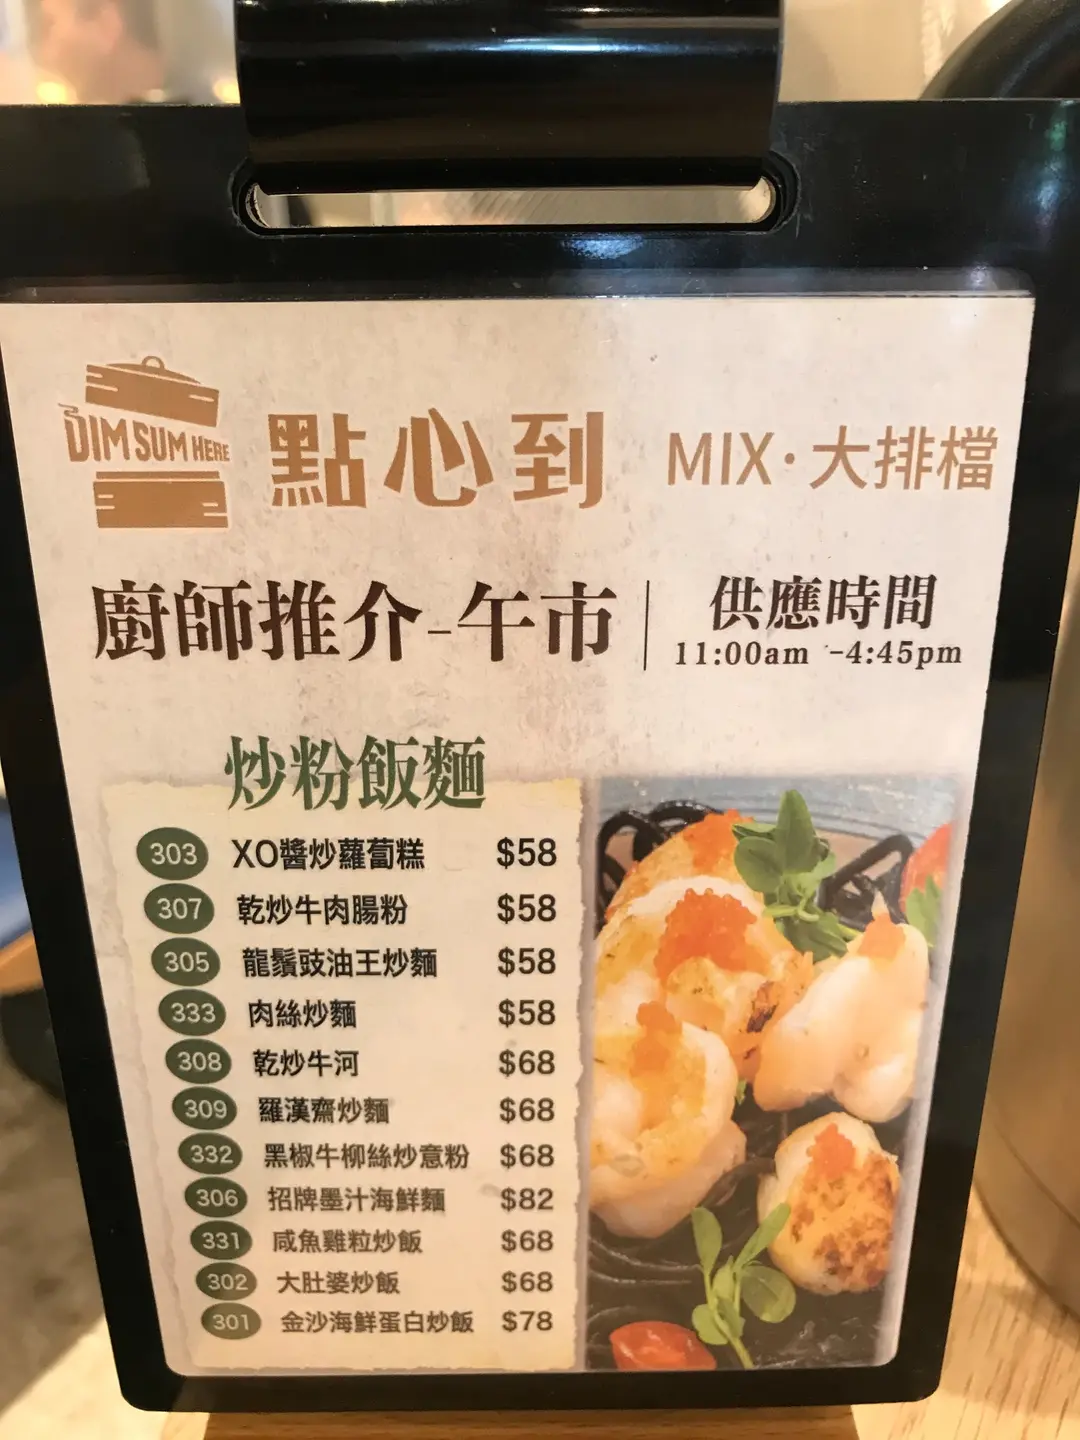 DIM SUM HERE
點心到 MIX·大排檔
廚師推介-午市
供應時間
11:00am -4:45pm
炒粉飯麵
303 XO醬炒蘿蔔糕 $58
307 乾炒牛肉腸粉 $58
305 龍鬚豉油王炒麵 $58
333 肉絲炒麵 $58
308 乾炒牛河 $68
309 羅漢齋炒麵 $68
332 黑椒牛柳絲炒意粉 $68
306 招牌墨汁海鮮麵 $82
331 咸魚雞粒炒飯 $68
302 大肚婆炒飯 $68
301 金沙海鮮蛋白炒飯 $78